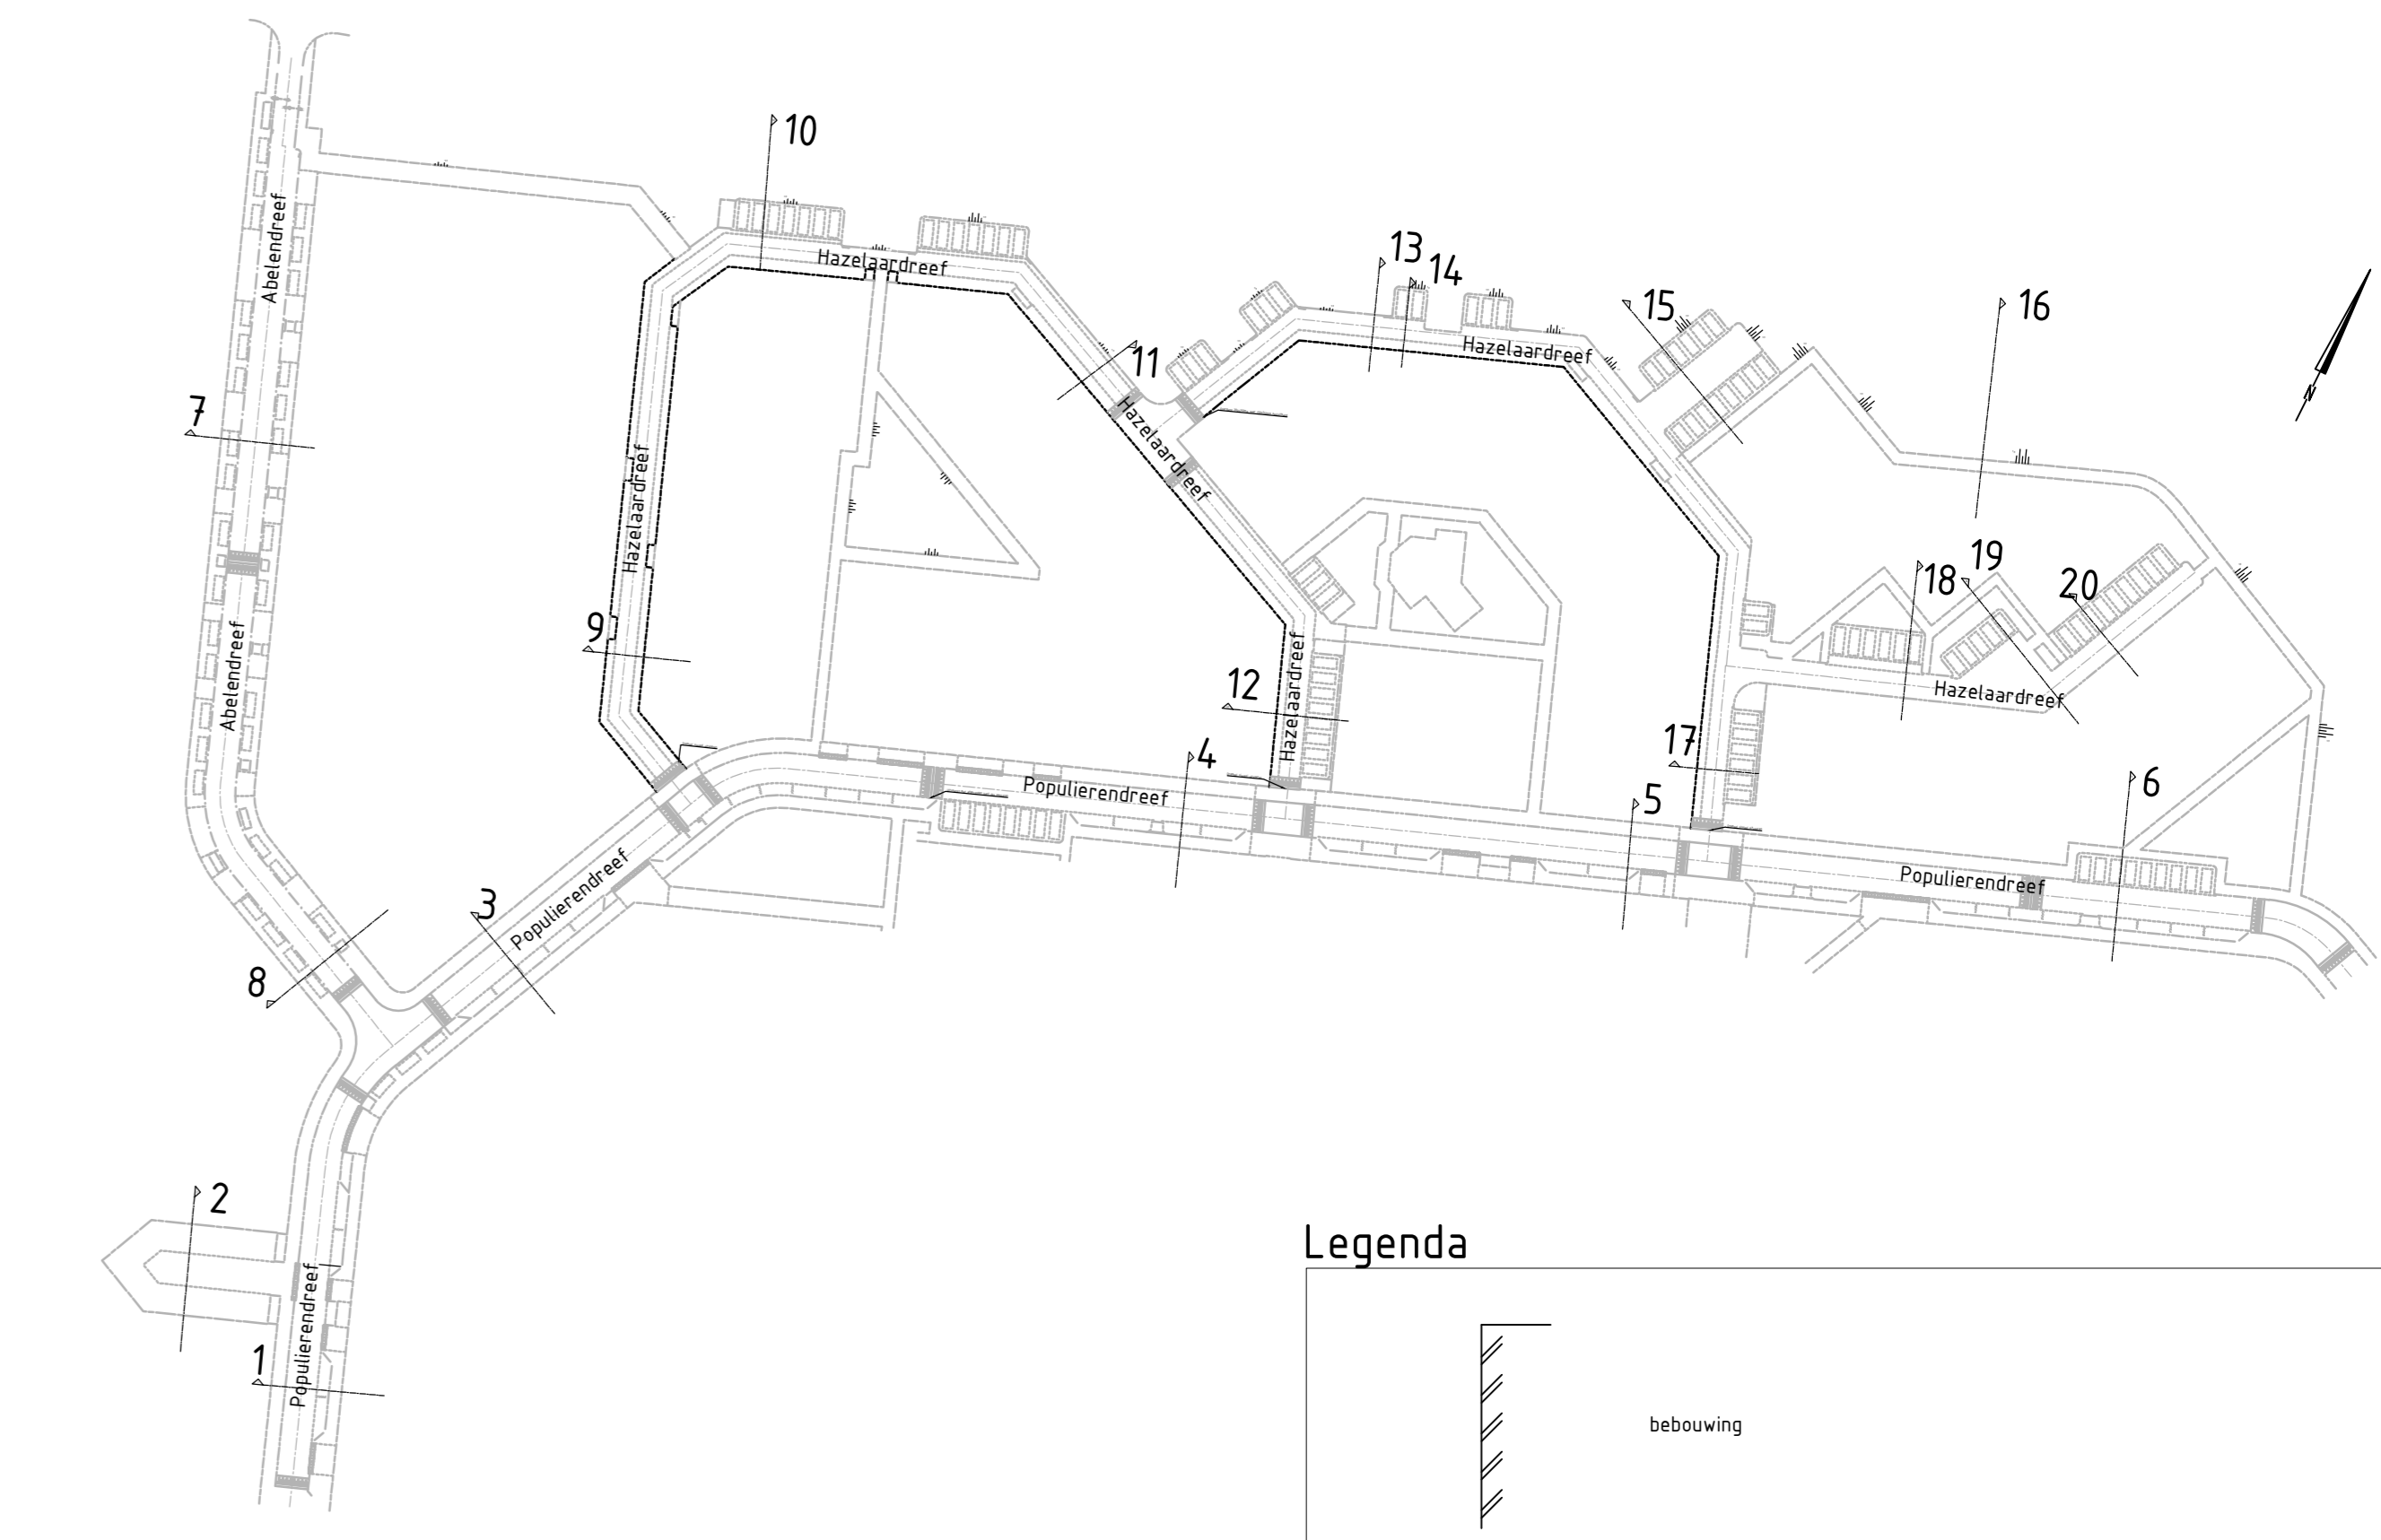 10
Abelendreef
Hazelaardreef
13
14
15
16
Hazelaardreef
11
7
N
Hazelaardreef
Hazelaardreef
18
19
20
Abelendreef
9
12
Hazelaardreef
Hazelaardreef
17
4
Populierendreef
5
6
Populierendreef
3
Populierendreef
8
2
1
Populierendreef
Legenda
bebouwing